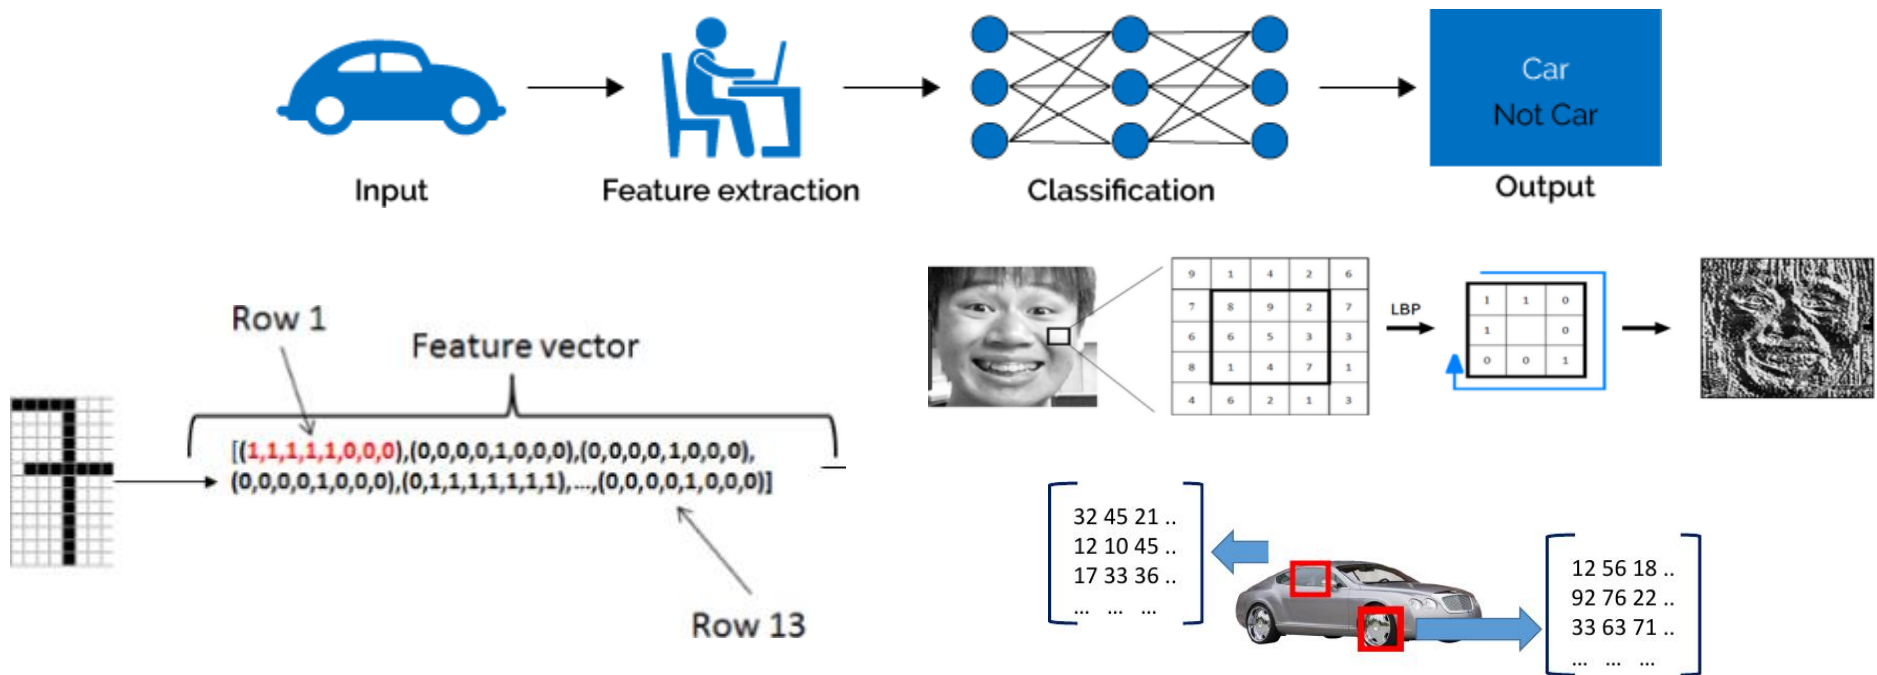 Car
Not Car
Input
Feature extraction
Classification
Output
Row 1
Feature vector
[(1,1,1,1,1,0,0,0),(0,0,0,0,1,0,0,0),(0,0,0,0,1,0,0,0),
(0,0,0,0,1,0,0,0),(0,1,1,1,1,1,1,1),...,(0,0,0,0,1,0,0,0)]
Row 13
9 1 4 2 6
7 8 9 2 7
6 6 5 3 3
8 1 4 7 1
4 6 2 1 3
LBP
1 1 0
1 0
0 0 1
32 45 21 ..
12 10 45 ..
17 33 36 ..
... ... ...
12 56 18 ..
92 76 22 ..
33 63 71 ..
... ... ...